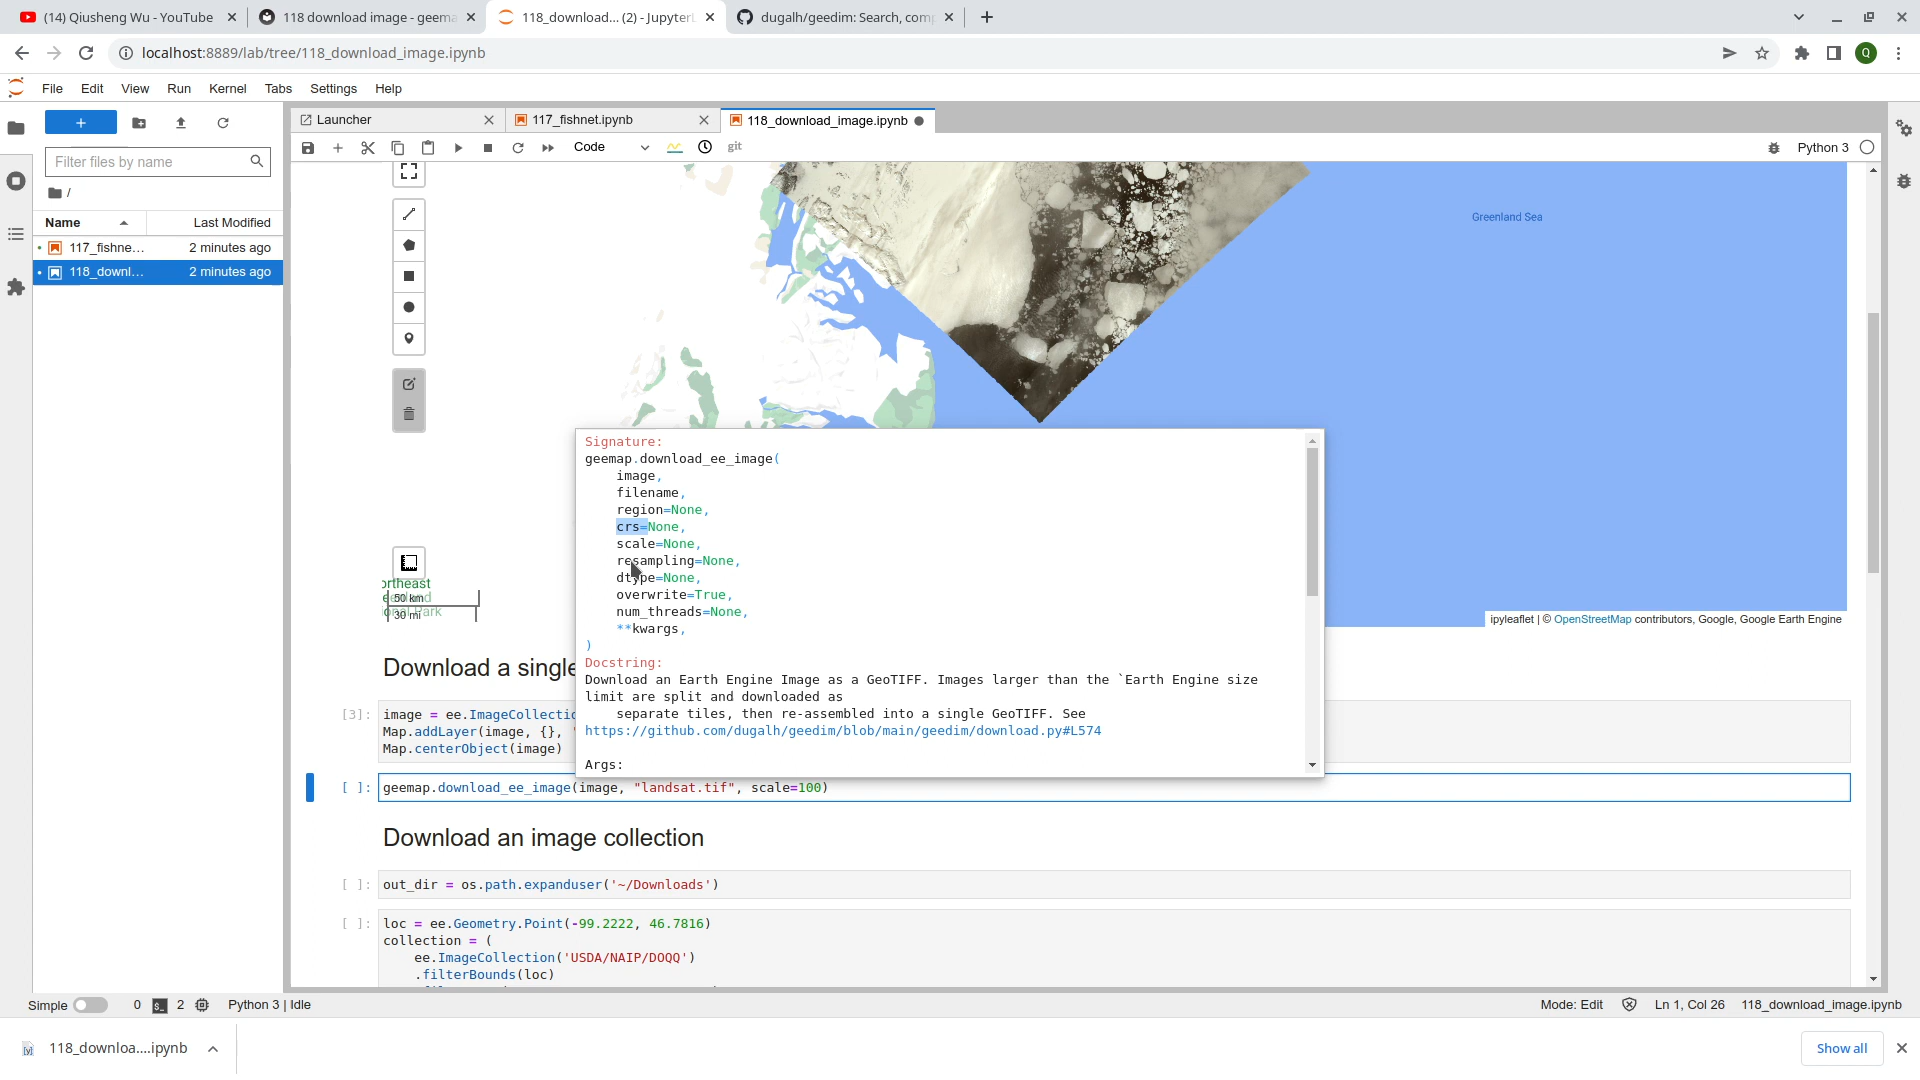 (14) Qiusheng Wu - YouTube
118 download image - geema
118_download... (2) - JupyterL
dugalh/geedim: Search, com
localhost:8889/lab/tree/118_download_image.ipynb
Q
File Edit View Run Kernel Tabs Settings Help
Launcher
117_fishnet.ipynb
118_download_image.ipynb
Code
git
Python 3
Filter files by name
/
Name
Last Modified
117_fishne...
2 minutes ago
118_downl...
2 minutes ago
Greenland Sea
Signature:
geemap.download_ee_image(
image,
filename,
region=None,
crs=None,
scale=None,
resampling=None,
dtype=None,
overwrite=True,
num_threads=None,
**kwargs,
)
Docstring:
Download an Earth Engine Image as a GeoTIFF. Images larger than the `Earth Engine size
limit are split and downloaded as
separate tiles, then re-assembled into a single GeoTIFF. See
https://github.com/dugalh/geedim/blob/main/geedim/download.py#L574
Args:
ortheast
50 km
30 mi
Park
ipyleaflet | © OpenStreetMap contributors, Google, Google Earth Engine
Download a single
[3]:
image = ee.ImageCollectio
Map.addLayer(image, {}, '
Map.centerObject(image)
[ ]:
geemap.download_ee_image(image, "landsat.tif", scale=100)
Download an image collection
[ ]:
out_dir = os.path.expanduser('~/Downloads')
[ ]:
loc = ee.Geometry.Point(-99.2222, 46.7816)
collection = (
ee.ImageCollection('USDA/NAIP/DOQQ')
.filterBounds(loc)
Simple
0
2
Python 3 | Idle
Mode: Edit
Ln 1, Col 26
118_download_image.ipynb
118_downloa....ipynb
Show all